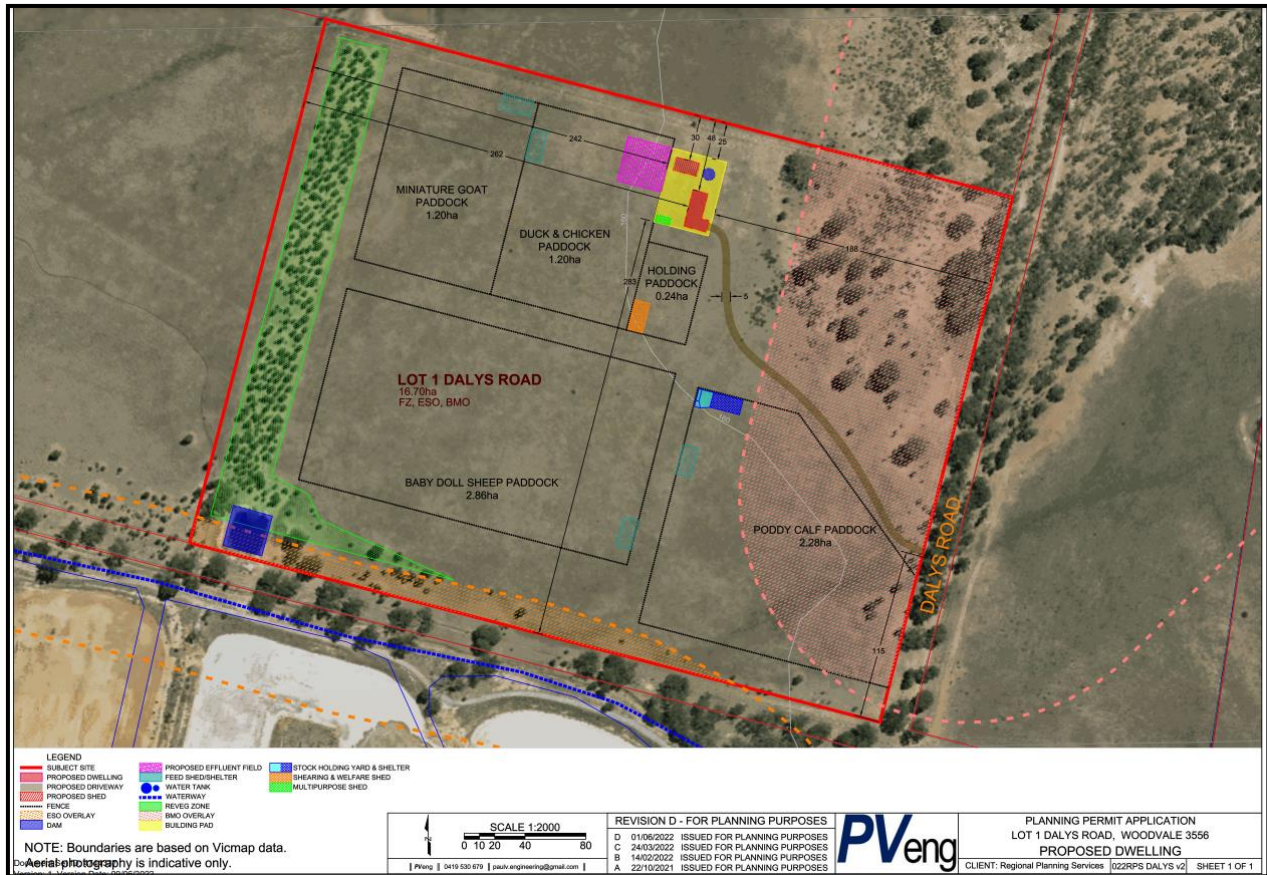 4
30 48 25
242
262
MINIATURE GOAT
PADDOCK
1.20ha
DUCK & CHICKEN
PADDOCK
1.20ha
188
HOLDING
PADDOCK
0.24ha
283
5
LOT 1 DALYS ROAD
16.70ha
FZ, ESO, BMO
BABY DOLL SHEEP PADDOCK
2.86ha
PODDY CALF PADDOCK
2.28ha
DALYS ROAD
115
LEGEND
SUBJECT SITE
PROPOSED DWELLING
PROPOSED DRIVEWAY
PROPOSED SHED
FENCE
ESO OVERLAY
DAM
PROPOSED EFFLUENT FIELD
FEED SHED/SHELTER
WATER TANK
WATERWAY
REVEG ZONE
BMO OVERLAY
BUILDING PAD
STOCK HOLDING YARD & SHELTER
SHEARING & WELFARE SHED
MULTIPURPOSE SHED
NOTE: Boundaries are based on Vicmap data.
Aerial photography is indicative only.
SCALE 1:2000
0 10 20 40 80
PVeng | 0419 530 679 | paulv.engineering@gmail.com |
REVISION D - FOR PLANNING PURPOSES
D 01/06/2022 ISSUED FOR PLANNING PURPOSES
C 24/03/2022 ISSUED FOR PLANNING PURPOSES
B 14/02/2022 ISSUED FOR PLANNING PURPOSES
A 22/10/2021 ISSUED FOR PLANNING PURPOSES
PVeng
PLANNING PERMIT APPLICATION
LOT 1 DALYS ROAD, WOODVALE 3556
PROPOSED DWELLING
CLIENT: Regional Planning Services 022RPS DALYS v2 SHEET 1 OF 1